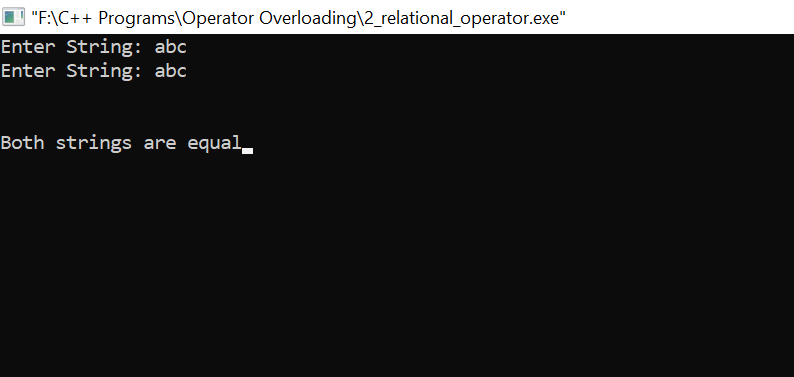 "F:\C++ Programs\Operator Overloading\2_relational_operator.exe"
Enter String: abc
Enter String: abc
Both strings are equal